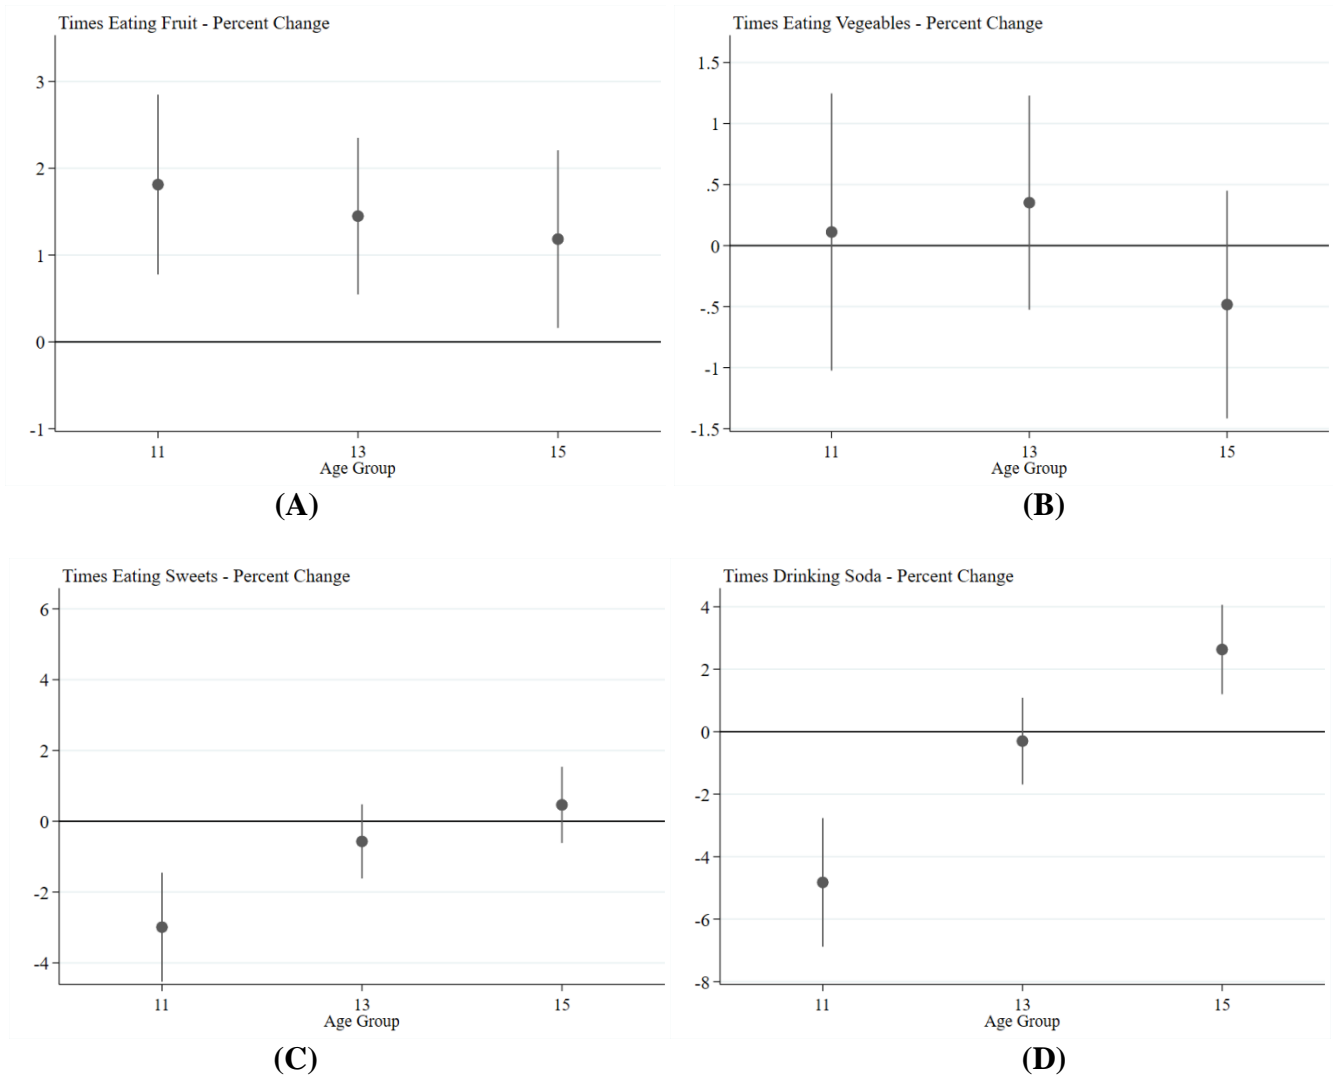 Times Eating Fruit - Percent Change
3
2
1
0
-1
11 13 15
Age Group
(A)
Times Eating Vegeables - Percent Change
1.5
1
.5
0
-.5
-1
-1.5
11 13 15
Age Group
(B)
Times Eating Sweets - Percent Change
6
4
2
0
-2
-4
11 13 15
Age Group
(C)
Times Drinking Soda - Percent Change
4
2
0
-2
-4
-6
-8
11 13 15
Age Group
(D)